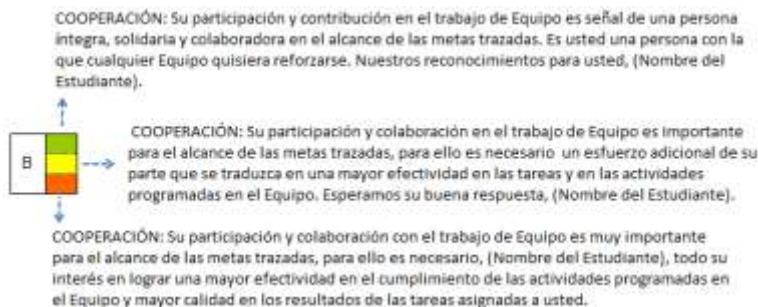 COOPERACIÓN: Su participación y contribución en el trabajo de Equipo es señal de una persona
íntegra, solidaria y colaboradora en el alcance de las metas trazadas. Es usted una persona con la
que cualquier Equipo quisiera reforzarse. Nuestros reconocimientos para usted, (Nombre del
Estudiante).
B
COOPERACIÓN: Su participación y colaboración en el trabajo de Equipo es importante
para el alcance de las metas trazadas, para ello es necesario un esfuerzo adicional de su
parte que se traduzca en una mayor efectividad en las tareas y en las actividades
programadas en el Equipo. Esperamos su buena respuesta, (Nombre del Estudiante).
COOPERACIÓN: Su participación y colaboración con el trabajo de Equipo es muy importante
para el alcance de las metas trazadas, para ello es necesario, (Nombre del Estudiante), todo su
interés en lograr una mayor efectividad en el cumplimiento de las actividades programadas en
el Equipo y mayor calidad en los resultados de las tareas asignadas a usted.